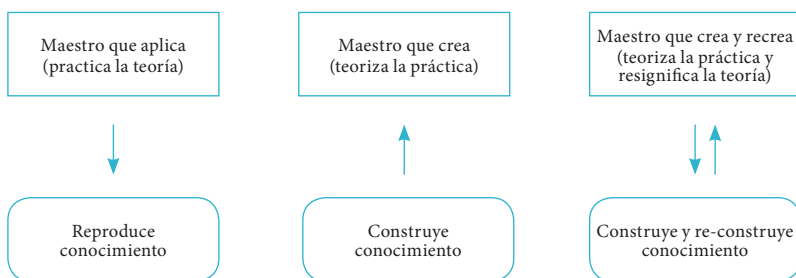 Maestro que aplica
(practica la teoría)
Maestro que crea
(teoriza la práctica)
Maestro que crea y recrea
(teoriza la práctica y
resignifica la teoría)
Reproduce
conocimiento
Construye
conocimiento
Construye y re-construye
conocimiento